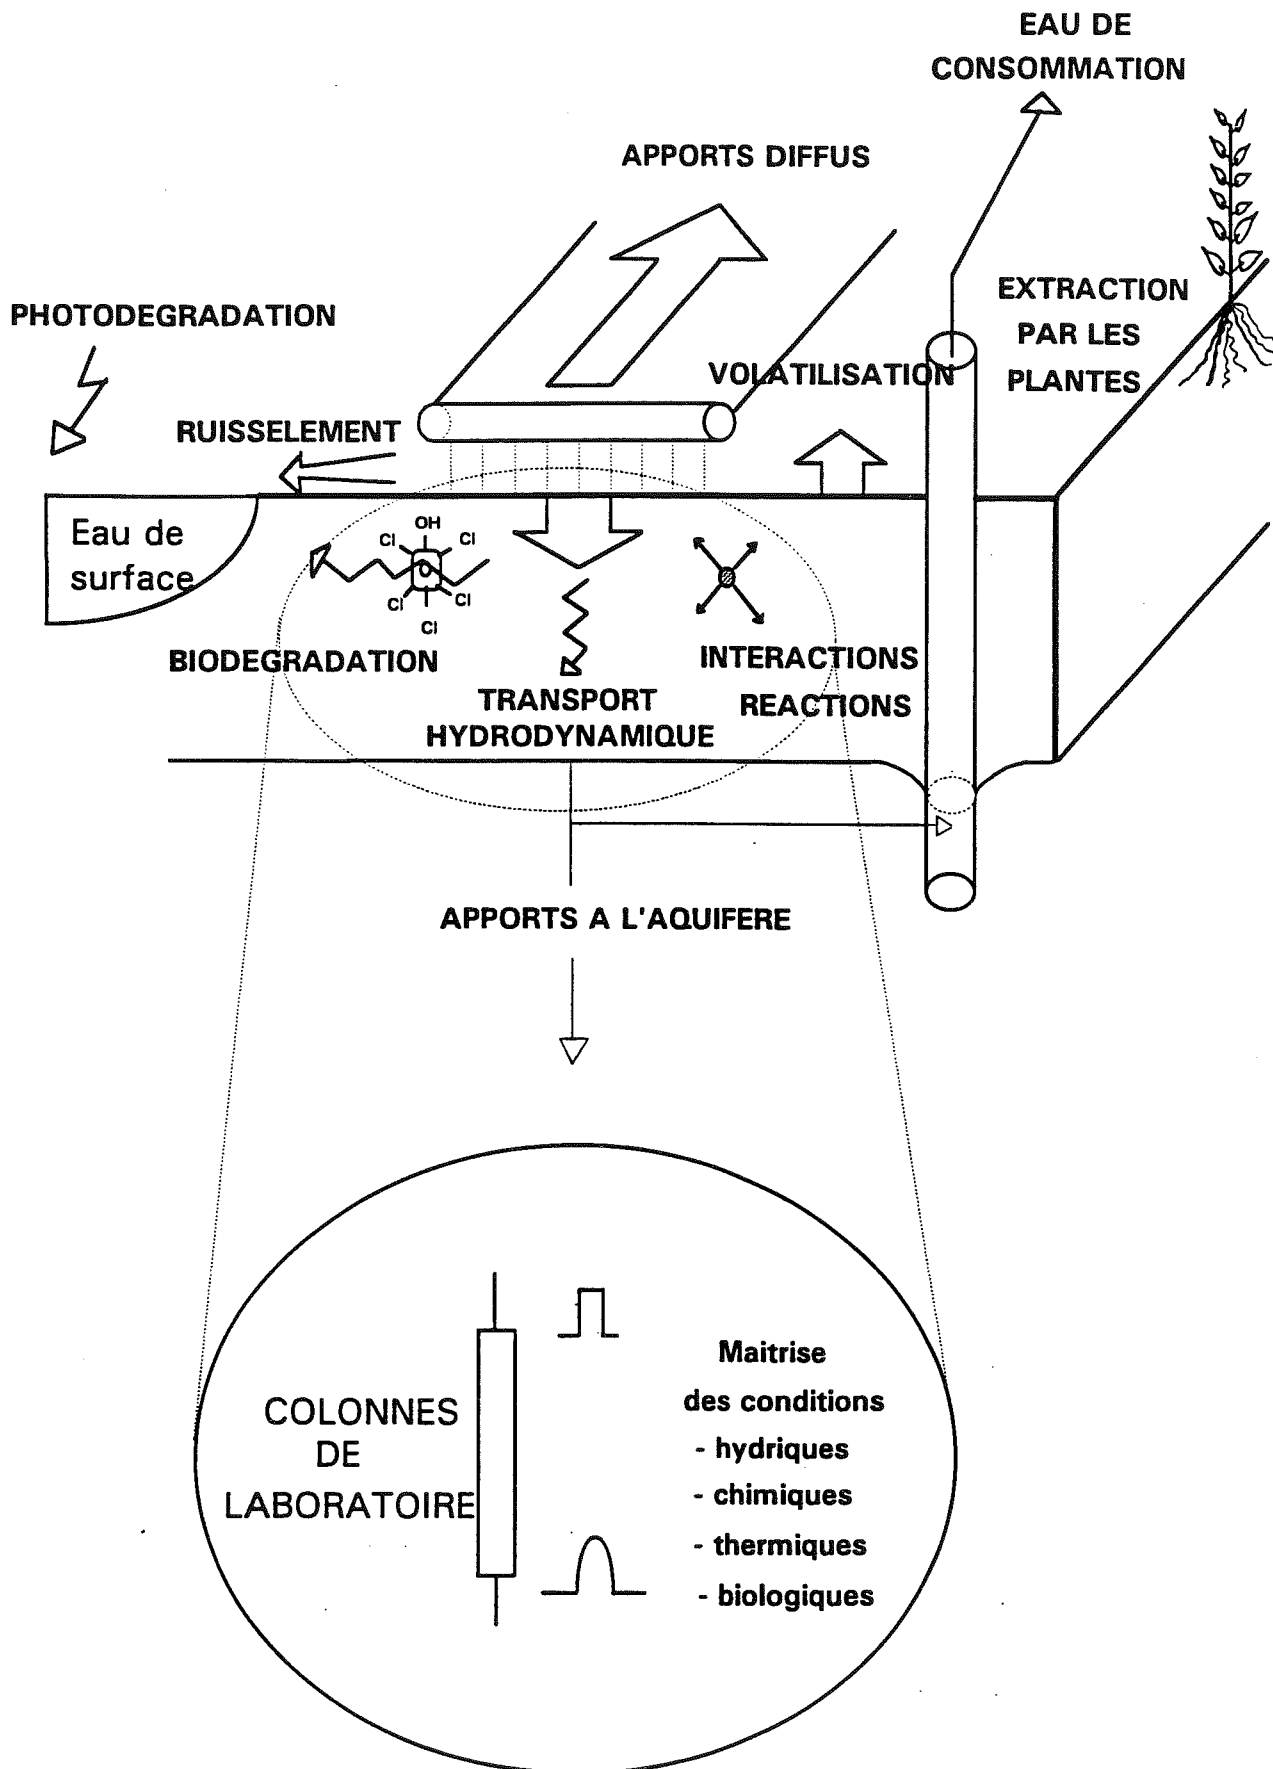 EAU DE
CONSOMMATION
APPORTS DIFFUS
PHOTODEGRADATION
EXTRACTION
PAR LES
PLANTES
VOLATILISATION
RUISSELEMENT
Eau de
surface
OH
Cl
Cl
O
Cl
Cl
Cl
BIODEGRADATION
INTERACTIONS
REACTIONS
TRANSPORT
HYDRODYNAMIQUE
APPORTS A L'AQUIFERE
COLONNES
DE
LABORATOIRE
Maitrise
des conditions
- hydriques
- chimiques
- thermiques
- biologiques